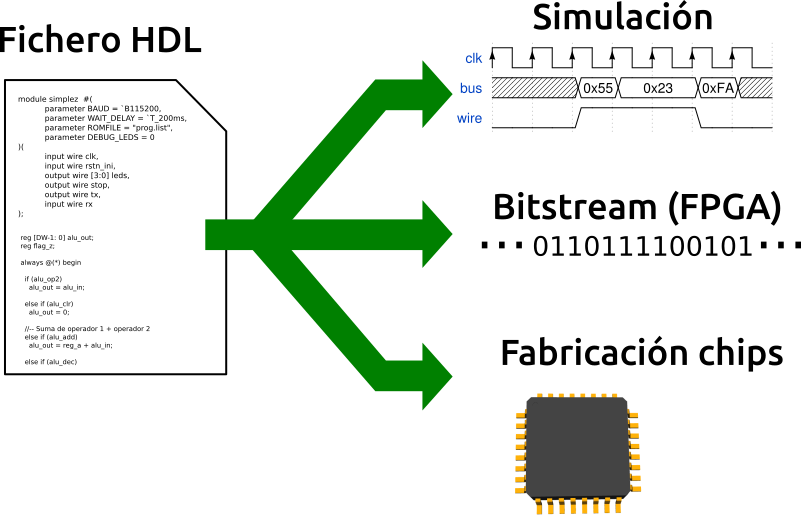 Fichero HDL
module simplez  #(
parameter BAUD = `B115200,
parameter WAIT_DELAY = `T_200ms,
parameter ROMFILE = "prog.list",
parameter DEBUG_LEDS = 0
)(
input wire clk,
input wire rstn_ini,
output wire [3:0] leds,
output wire stop,
output wire tx,
input wire rx
);
reg [DW-1: 0] alu_out;
reg flag_z;
always @(*) begin
if (alu_op2)
alu_out = alu_in;
else if (alu_clr)
alu_out = 0;
//-- Suma de operador 1 + operador 2
else if (alu_add)
alu_out = reg_a + alu_in;
else if (alu_dec)
Simulación
clk
bus 0x55 0x23 0xFA
wire
Bitstream (FPGA)
··· 0110111100101 ···
Fabricación chips